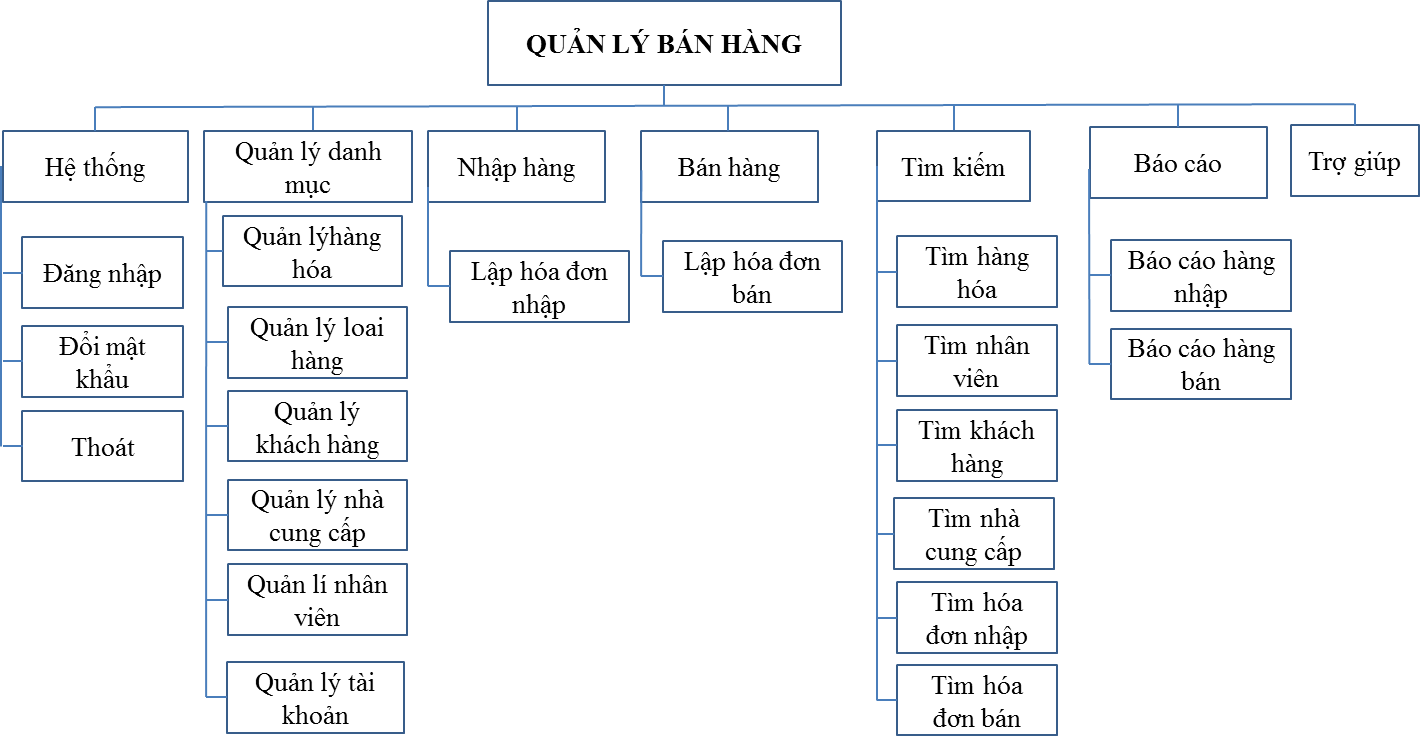 QUẢN LÝ BÁN HÀNG
Hệ thống
Đăng nhập
Đổi mật
khẩu
Thoát
Quản lý danh
mục
Quản lýhàng
hóa
Quản lý loai
hàng
Quản lý
khách hàng
Quản lý nhà
cung cấp
Quản lí nhân
viên
Quản lý tài
khoản
Nhập hàng
Lập hóa đơn
nhập
Bán hàng
Lập hóa đơn
bán
Tìm kiếm
Tìm hàng
hóa
Tìm nhân
viên
Tìm khách
hàng
Tìm nhà
cung cấp
Tìm hóa
đơn nhập
Tìm hóa
đơn bán
Báo cáo
Báo cáo hàng
nhập
Báo cáo hàng
bán
Trợ giúp